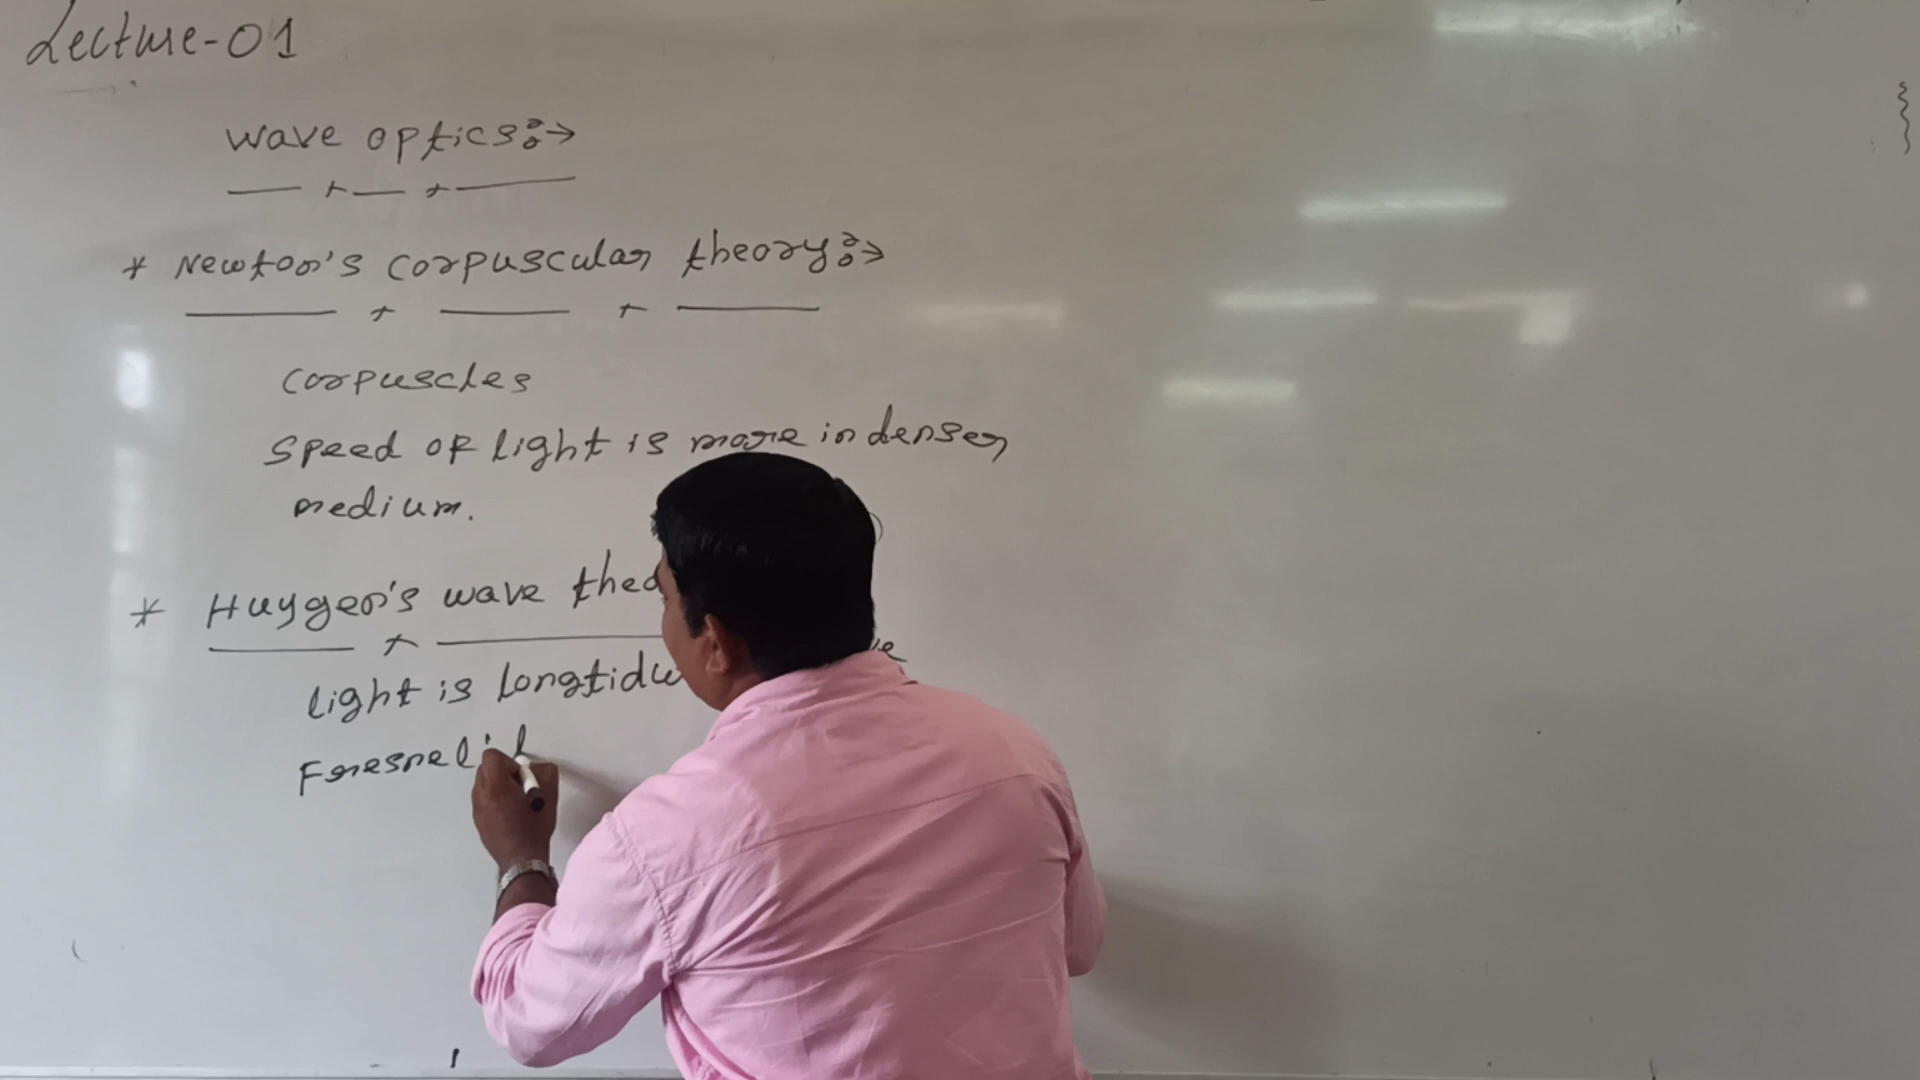 Lecture-01
wave optics:→
* Newton's corpuscular theory:→
corpuscles
speed of light is more in denser
medium.
* Huygen's wave
light is
Fresnel